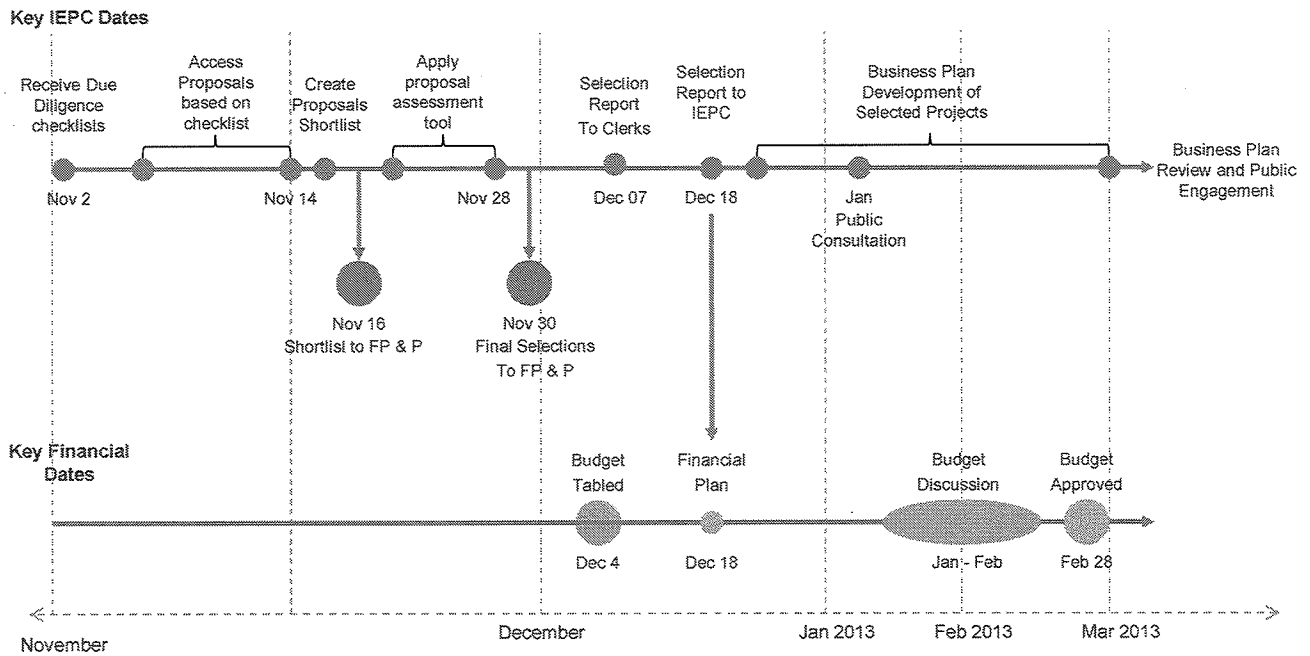 Key IEPC Dates
Receive Due
Diligence
checklists
Access
Proposals
based on
checklist
Create
Proposals
Shortlist
Apply
proposal
assessment
tool
Selection
Report
To Clerks
Selection
Report to
IEPC
Business Plan
Development of
Selected Projects
Business Plan
Review and Public
Engagement
Nov 2
Nov 14
Nov 28
Dec 07
Dec 18
Jan
Public
Consultation
Nov 16
Shortlist to FP & P
Nov 30
Final Selections
To FP & P
Key Financial
Dates
Budget
Tabled
Financial
Plan
Budget
Discussion
Budget
Approved
Dec 4
Dec 18
Jan - Feb
Feb 28
November
December
Jan 2013
Feb 2013
Mar 2013